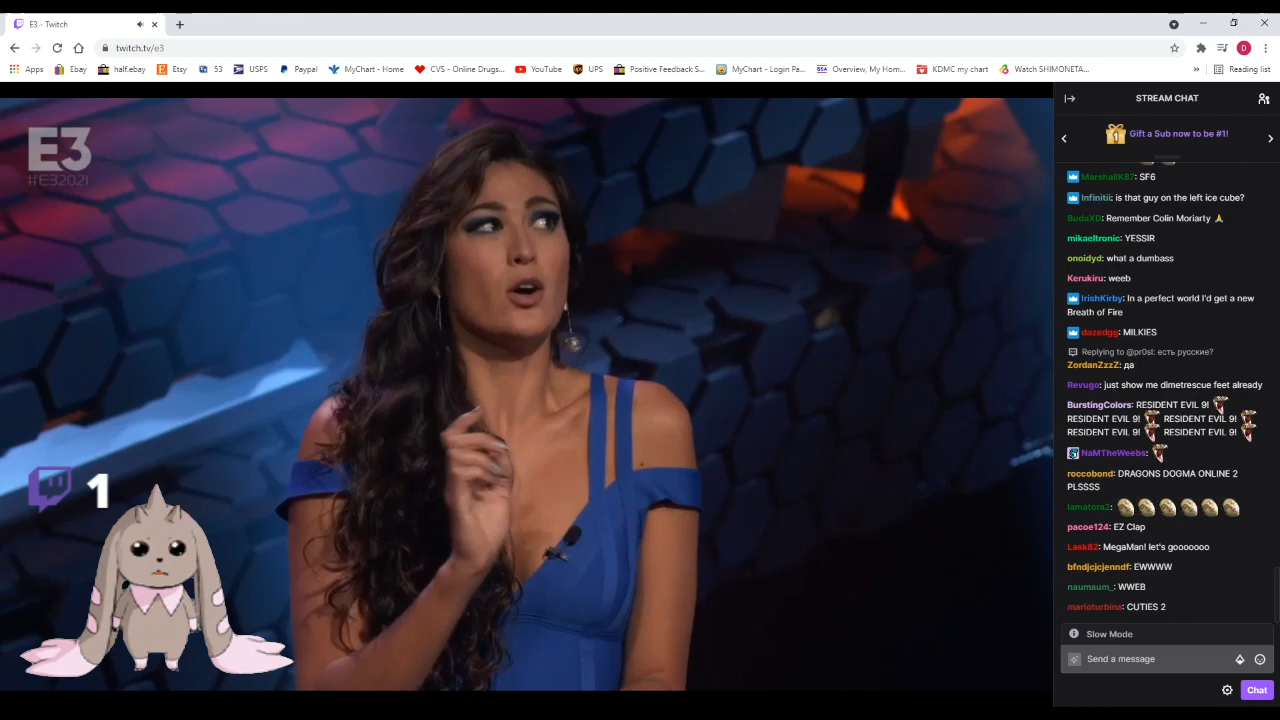 E3 - Twitch
twitch.tv/e3
Apps
Ebay
half.ebay
Etsy
53
USPS
Paypal
MyChart - Home
CVS - Online Drugs...
YouTube
UPS
Positive Feedback S...
MyChart - Login Pa...
Overview, My Hom...
KDMC my chart
Watch SHIMONETA...
»
Reading list
D
E3
#E32021
1
STREAM CHAT
1
Gift a Sub now to be #1!
MarshallK87: SF6
Infinitii: is that guy on the left ice cube?
BudaXD: Remember Colin Moriarty 🙏
mikaeltronic: YESSIR
onoidyd: what a dumbass
Kerukiru: weeb
IrishKirby: In a perfect world I'd get a new
Breath of Fire
dazedgg: MILKIES
Replying to @pr0sl: есть русские?
ZordanZzzZ: да
Revugo: just show me dimetrescue feet already
BurstingColors: RESIDENT EVIL 9!
RESIDENT EVIL 9! RESIDENT EVIL 9!
RESIDENT EVIL 9! RESIDENT EVIL 9!
NaMTheWeebs:
roccobond: DRAGONS DOGMA ONLINE 2
PLSSSS
lamatora2:
pacoe124: EZ Clap
Lask82: MegaMan! let's gooooooo
bfndjcjcjenndf: EWWWW
naumaum_: WWEB
marioturbina: CUTIES 2
Slow Mode
Send a message
Chat